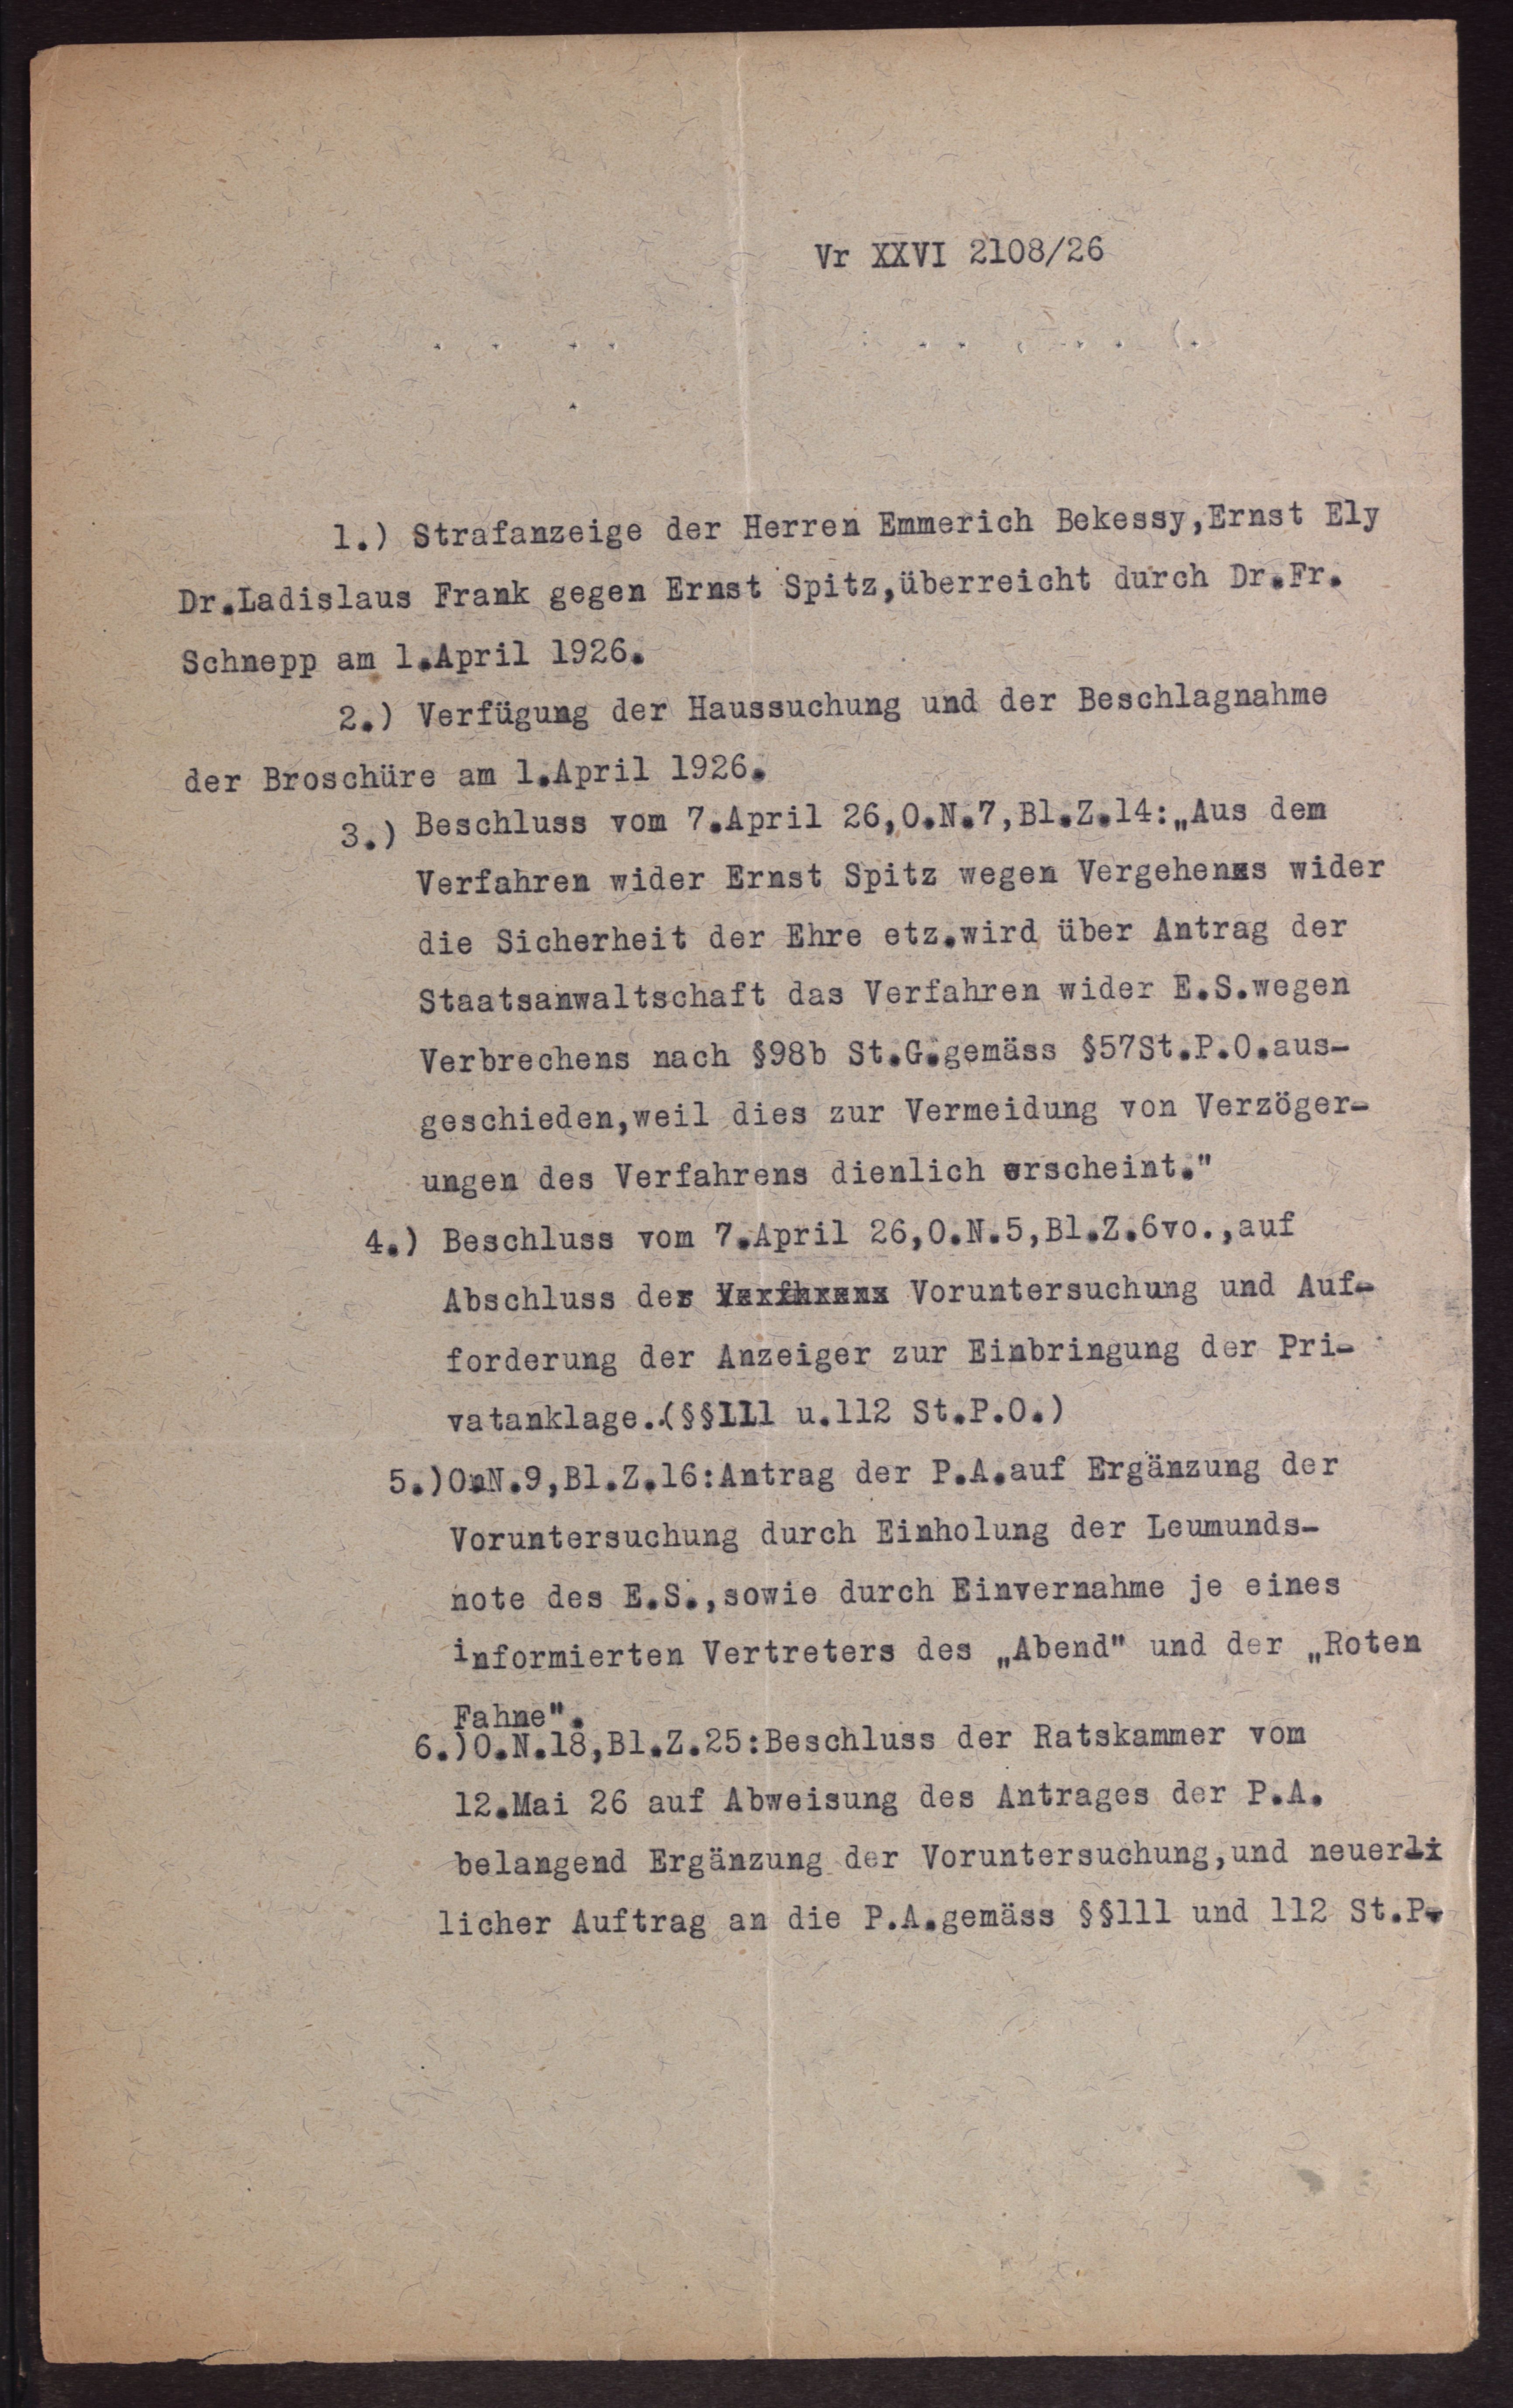 Vr XXVI 2108/26
1.) Strafanzeige der Herren Emmerich Bekessy,Ernst Ely
Dr.Ladislaus Frank gegen Ernst Spitz,überreicht durch Dr.Fr.
Schnepp am 1.April 1926.
2.) Verfügung der Haussuchung und der Beschlagnahme
der Broschüre am 1.April 1926.
3.) Beschluss vom 7.April 26,O.N.7,Bl.Z.14:„Aus dem
Verfahren wider Ernst Spitz wegen Vergehens wider
die Sicherheit der Ehre etz.wird über Antrag der
Staatsanwaltschaft das Verfahren wider E.S.wegen
Verbrechens nach §98b St.G.gemäss §57St.P.O.aus-
geschieden,weil dies zur Vermeidung von Verzöger-
ungen des Verfahrens dienlich erscheint."
4.) Beschluss vom 7.April 26,O.N.5,Bl.Z.6vo.,auf
Abschluss der Voruntersuchung und Auf-
forderung der Anzeiger zur Einbringung der Pri-
vatanklage.(§§111 u.112 St.P.O.)
5.)O.N.9,Bl.Z.16:Antrag der P.A.auf Ergänzung der
Voruntersuchung durch Einholung der Leumunds-
note des E.S.,sowie durch Einvernahme je eines
informierten Vertreters des „Abend" und der „Roten
Fahne".
6.)O.N.18,Bl.Z.25:Beschluss der Ratskammer vom
12.Mai 26 auf Abweisung des Antrages der P.A.
belangend Ergänzung der Voruntersuchung,und neuerli
licher Auftrag an die P.A.gemäss §§111 und 112 St.P.